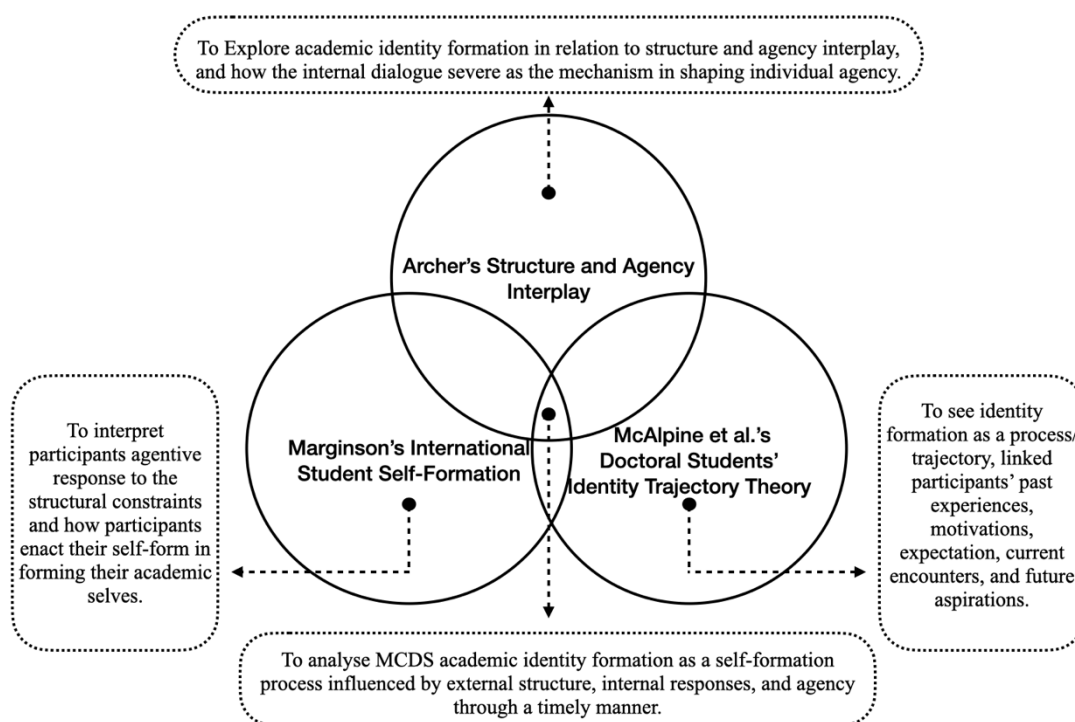 To Explore academic identity formation in relation to structure and agency interplay,
and how the internal dialogue severe as the mechanism in shaping individual agency.
Archer's Structure and Agency
Interplay
To interpret
participants agentive
response to the
structural constraints
and how participants
enact their self-form in
forming their academic
selves.
Marginson's International
Student Self-Formation
McAlpine et al.'s
Doctoral Students'
Identity Trajectory Theory
To see identity
formation as a process/
trajectory, linked
participants' past
experiences,
motivations,
expectation, current
encounters, and future
aspirations.
To analyse MCDS academic identity formation as a self-formation
process influenced by external structure, internal responses, and agency
through a timely manner.